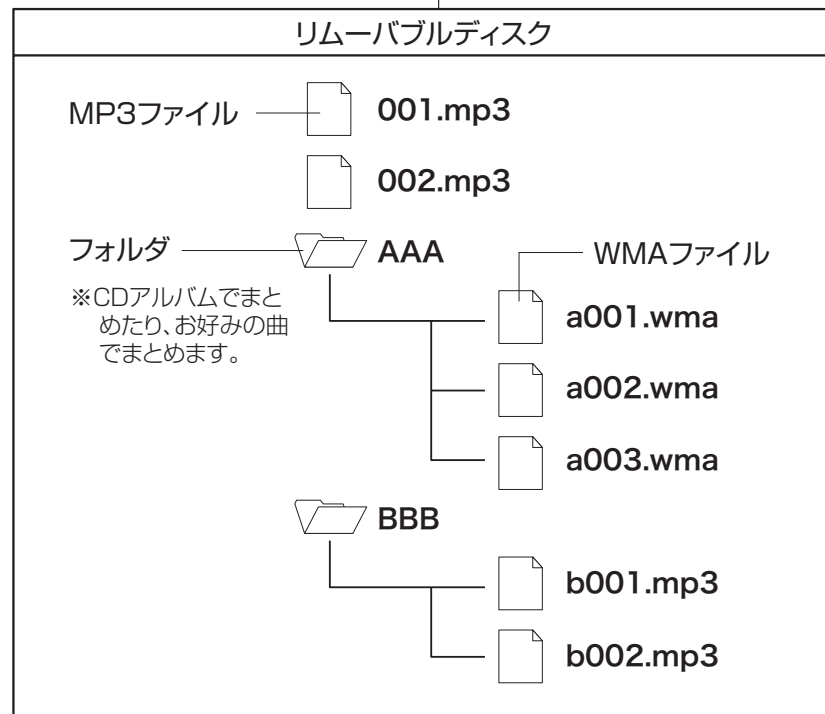 リムーバブルディスク
MP3ファイル
001.mp3
002.mp3
フォルダ
AAA
WMAファイル
※CDアルバムでまと
めたり、お好みの曲
でまとめます。
a001.wma
a002.wma
a003.wma
BBB
b001.mp3
b002.mp3